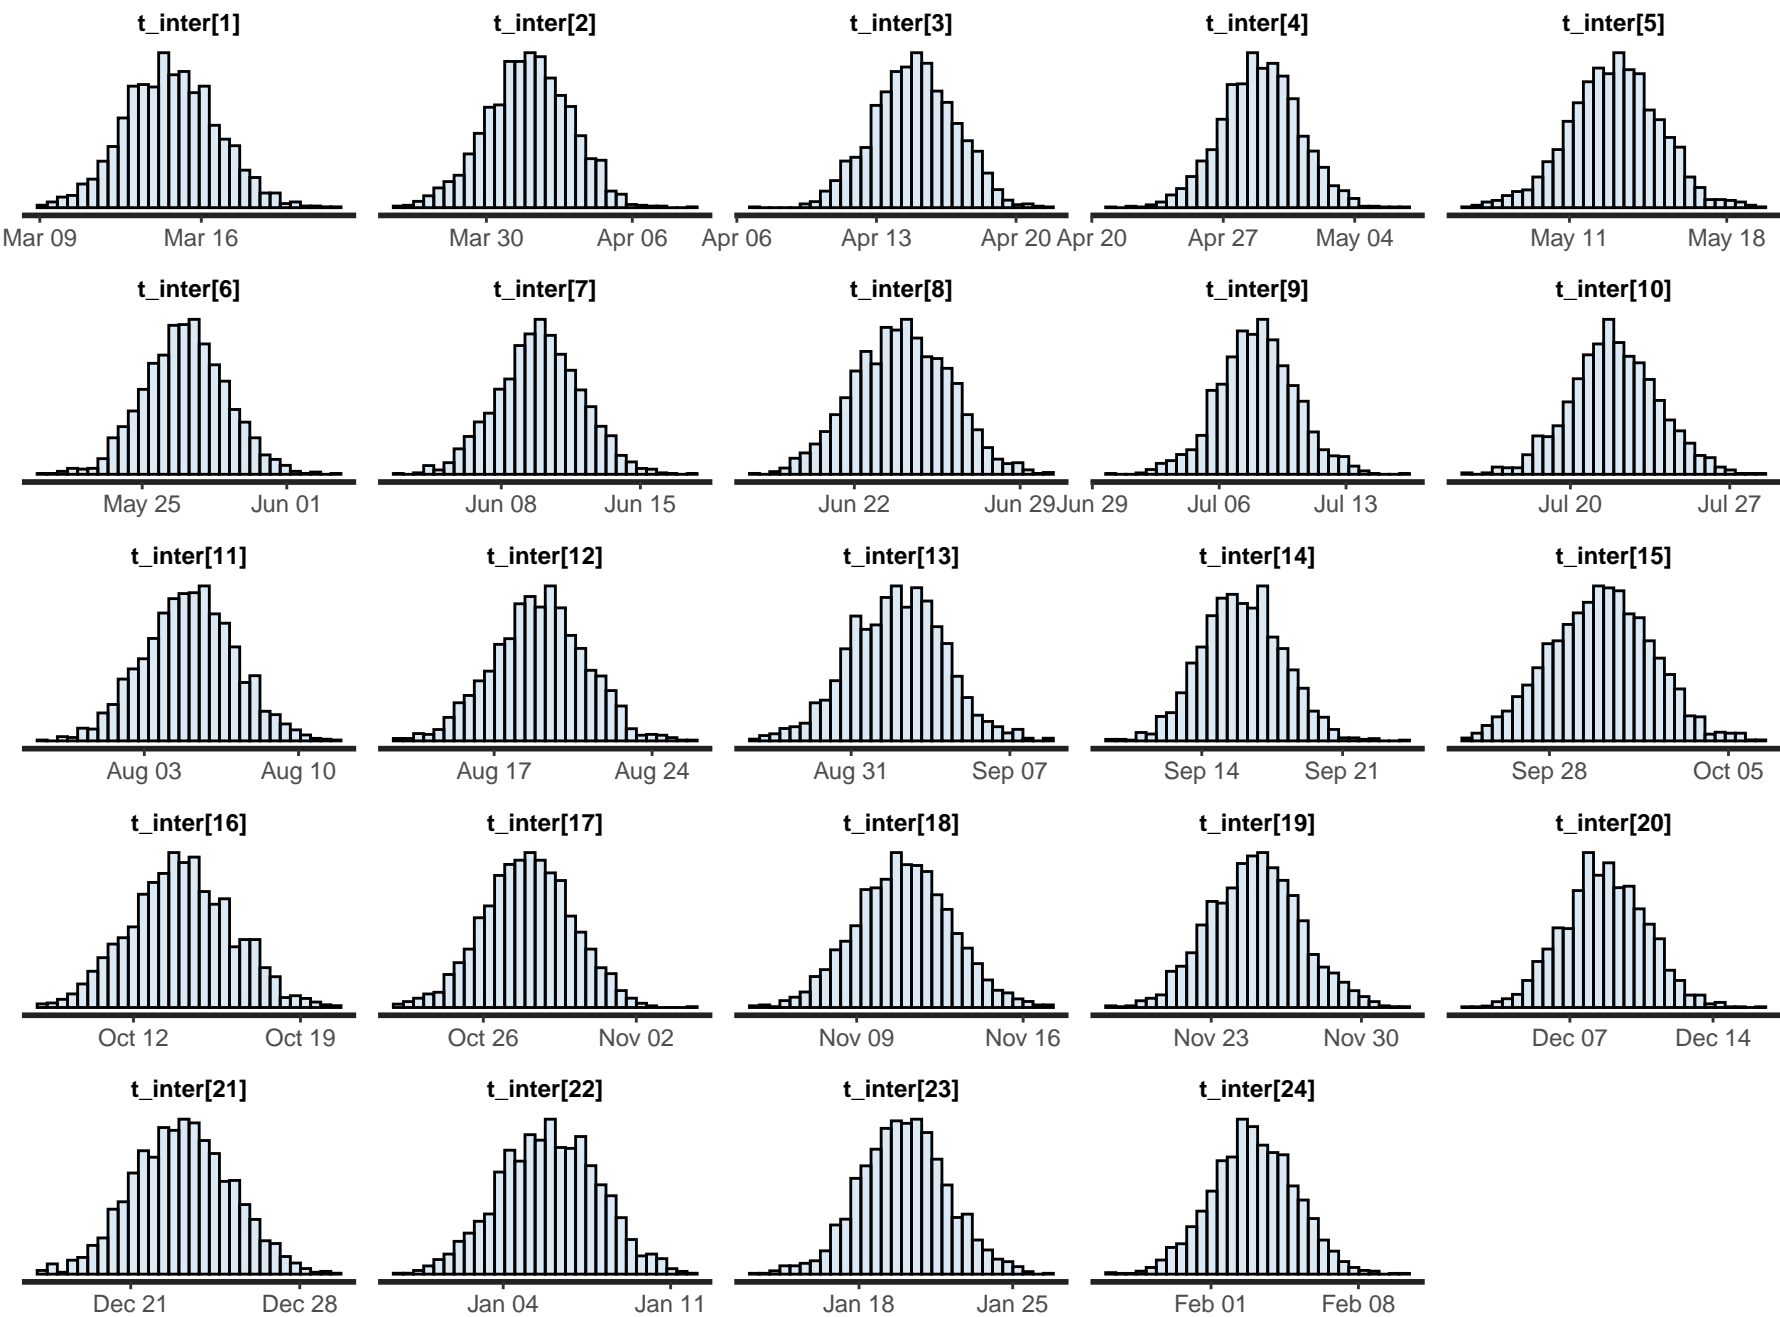 t_inter[1] t_inter[2] t_inter[3] t_inter[4] t_inter[5]
Mar 09 Mar 16 Mar 30 Apr 06 Apr 06 Apr 13 Apr 20 Apr 20 Apr 27 May 04 May 11 May 18
t_inter[6] t_inter[7] t_inter[8] t_inter[9] t_inter[10]
May 25 Jun 01 Jun 08 Jun 15 Jun 22 Jun 29 Jun 29 Jul 06 Jul 13 Jul 20 Jul 27
t_inter[11] t_inter[12] t_inter[13] t_inter[14] t_inter[15]
Aug 03 Aug 10 Aug 17 Aug 24 Aug 31 Sep 07 Sep 14 Sep 21 Sep 28 Oct 05
t_inter[16] t_inter[17] t_inter[18] t_inter[19] t_inter[20]
Oct 12 Oct 19 Oct 26 Nov 02 Nov 09 Nov 16 Nov 23 Nov 30 Dec 07 Dec 14
t_inter[21] t_inter[22] t_inter[23] t_inter[24]
Dec 21 Dec 28 Jan 04 Jan 11 Jan 18 Jan 25 Feb 01 Feb 08